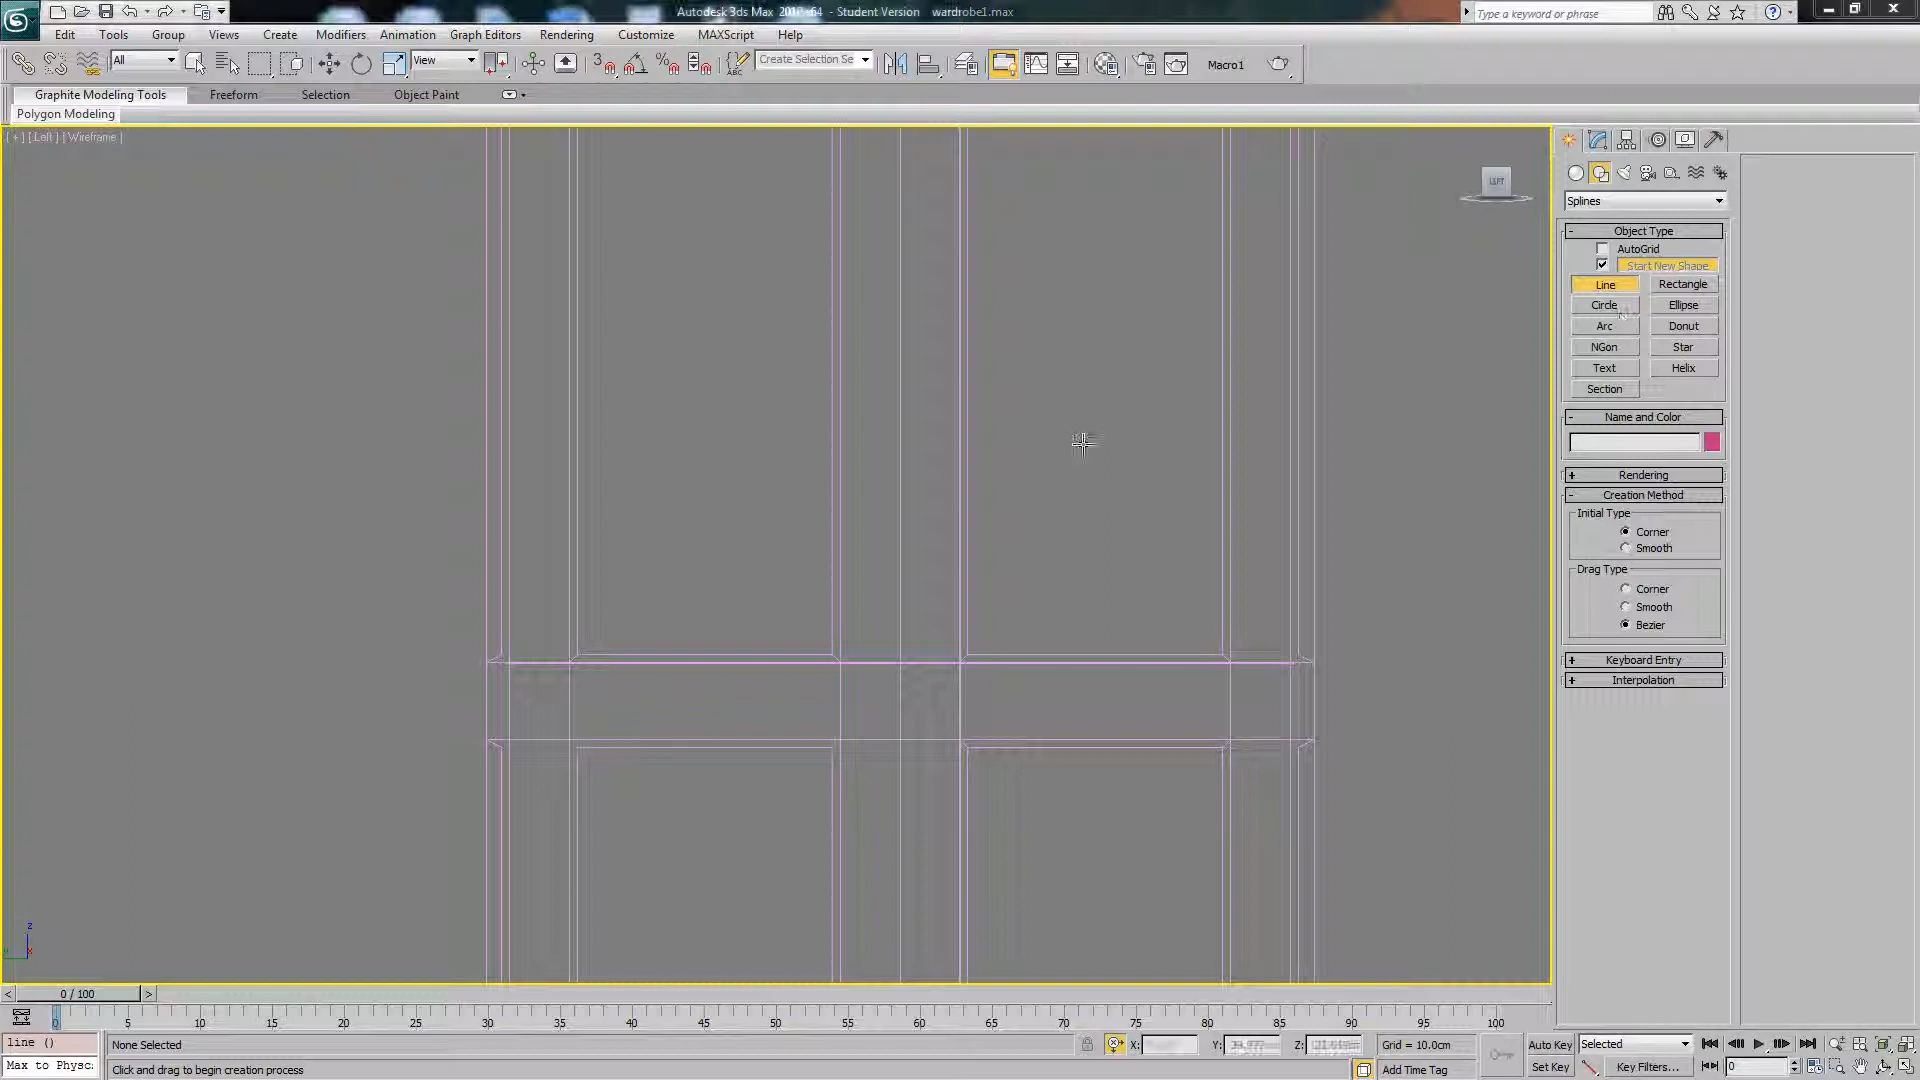 Autodesk 3ds Max - Student Version wardrobe1.max
Type a keyword or phrase
Edit Tools Group Views Create Modifiers Animation Graph Editors Rendering Customize MAXScript Help
All View Create Selection Se Macro1
Graphite Modeling Tools Freeform Selection Object Paint
Polygon Modeling
[ + ] [ Left ] [ Wireframe ]
LEFT
Splines
Object Type
AutoGrid
Start New Shape
Line Rectangle
Circle Ellipse
Arc Donut
NGon Star
Text Helix
Section
Name and Color
Rendering
Creation Method
Initial Type
Corner
Smooth
Drag Type
Corner
Smooth
Bezier
Keyboard Entry
Interpolation
z
x
0 / 100
0 5 10 15 20 25 30 35 40 45 50 55 60 65 70 75 80 85 90 95 100
line () None Selected X: Y: Z: Grid = 10.0cm Auto Key Selected
Max to Physc: Click and drag to begin creation process Add Time Tag Set Key Key Filters... 0